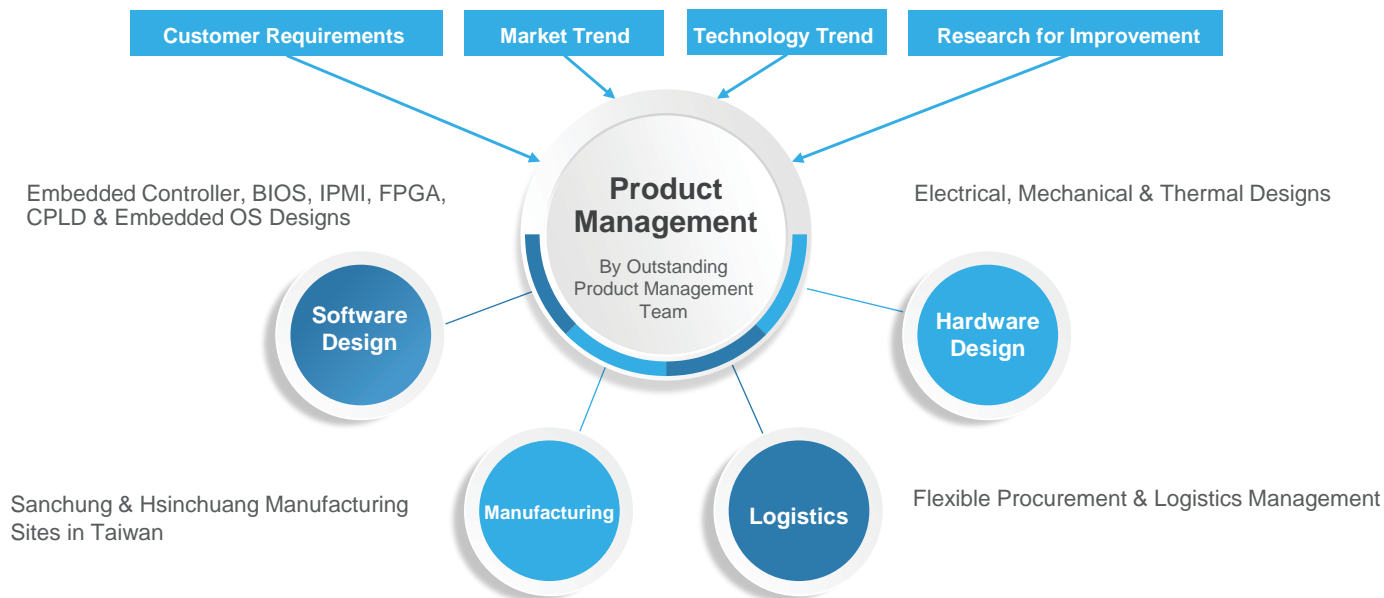 Customer Requirements
Market Trend
Technology Trend
Research for Improvement
Product
Management
By Outstanding
Product Management
Team
Embedded Controller, BIOS, IPMI, FPGA,
CPLD & Embedded OS Designs
Electrical, Mechanical & Thermal Designs
Software
Design
Hardware
Design
Sanchung & Hsinchuang Manufacturing
Sites in Taiwan
Manufacturing
Logistics
Flexible Procurement & Logistics Management